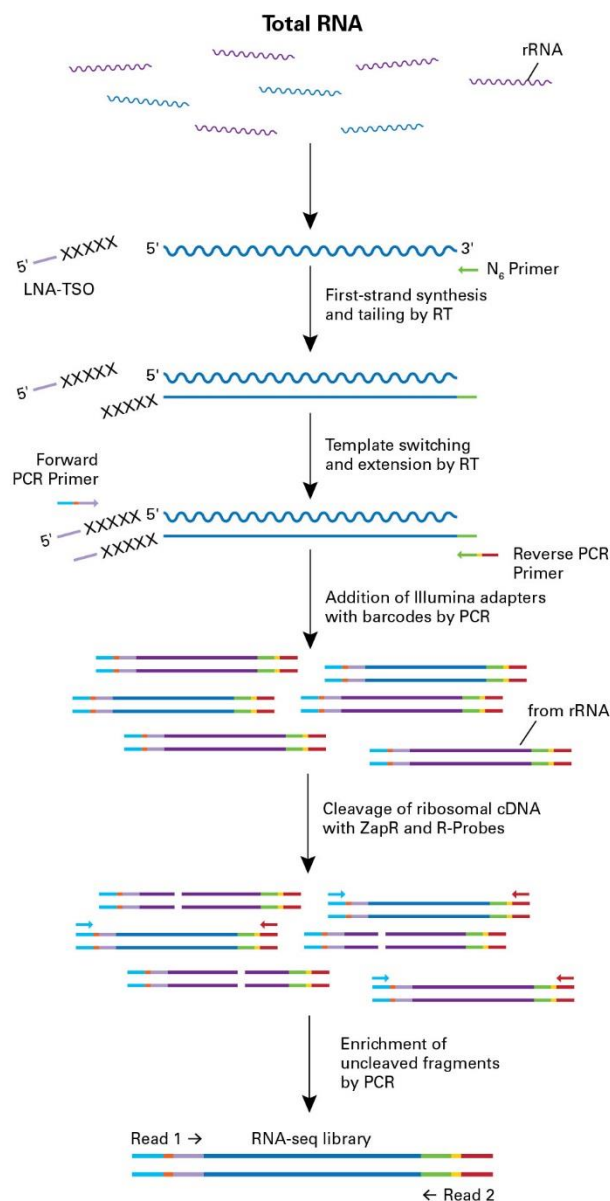 Total RNA
rRNA
5' XXXXX
LNA-TSO
5'
3'
N6 Primer
First-strand synthesis
and tailing by RT
5' XXXXX
5'
XXXXX
Template switching
and extension by RT
Forward
PCR Primer
5' XXXXX
5'
XXXXX
Reverse PCR
Primer
Addition of Illumina adapters
with barcodes by PCR
from rRNA
Cleavage of ribosomal cDNA
with ZapR and R-Probes
Enrichment of
uncleaved fragments
by PCR
Read 1 →
RNA-seq library
← Read 2